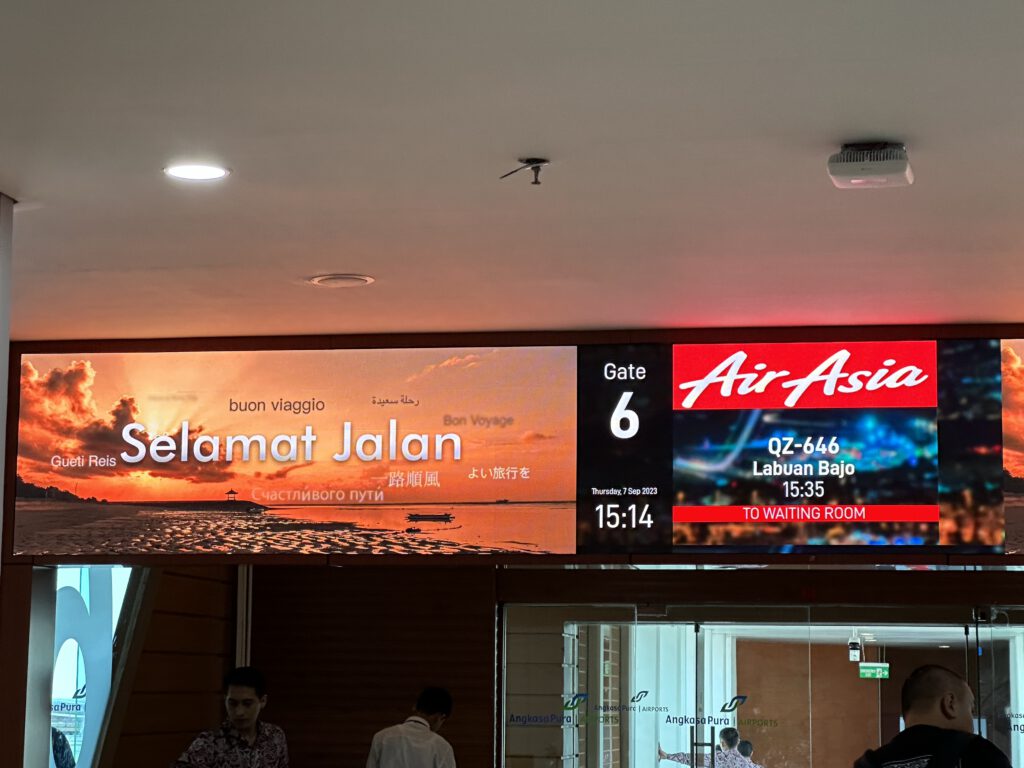 buon viaggio
رحلة سعيدة
Bon Voyage
Selamat Jalan
Gueti Reis
一路順風
よい旅行を
Счастливого пути
Gate
6
Thursday, 7 Sep 2023
15:14
AirAsia
QZ-646
Labuan Bajo
15:35
TO WAITING ROOM
AngkasaPura | AIRPORTS
AngkasaPura | AIRPORTS
AngkasaPura | AIRPORTS